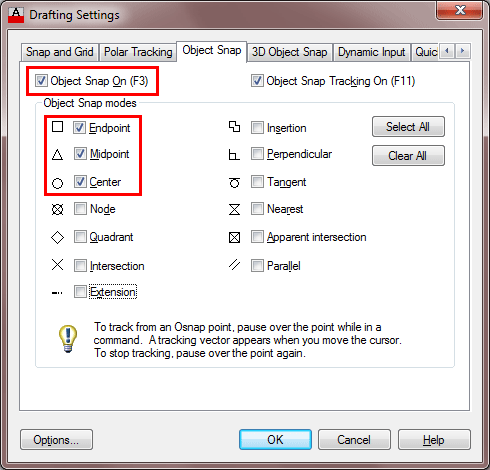 Drafting Settings
Snap and Grid Polar Tracking Object Snap 3D Object Snap Dynamic Input Quic
Object Snap On (F3) Object Snap Tracking On (F11)
Object Snap modes
Endpoint Insertion Select All
Midpoint Perpendicular Clear All
Center Tangent
Node Nearest
Quadrant Apparent intersection
Intersection Parallel
Extension
To track from an Osnap point, pause over the point while in a
command. A tracking vector appears when you move the cursor.
To stop tracking, pause over the point again.
Options... OK Cancel Help